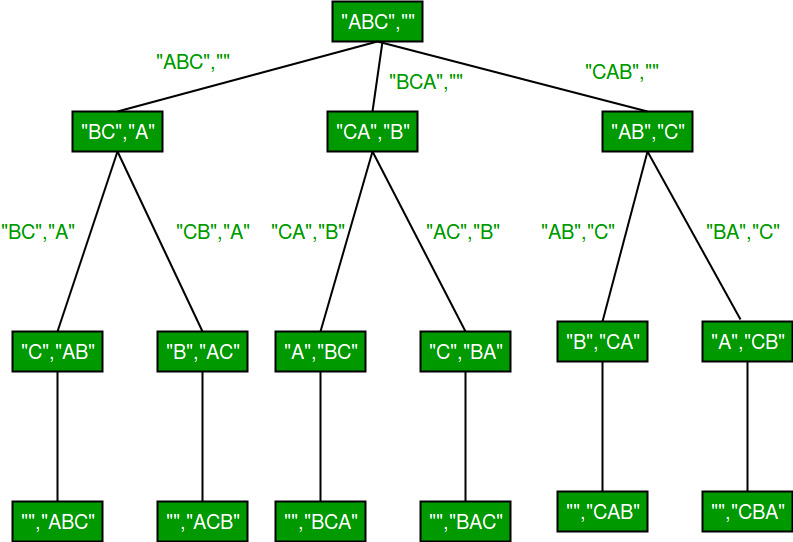 "ABC",""
"ABC",""
"BCA",""
"CAB",""
"BC","A"
"CA","B"
"AB","C"
"BC","A"
"CB","A"
"CA","B"
"AC","B"
"AB","C"
"BA","C"
"C","AB"
"B","AC"
"A","BC"
"C","BA"
"B","CA"
"A","CB"
"","ABC"
"","ACB"
"","BCA"
"","BAC"
"","CAB"
"","CBA"